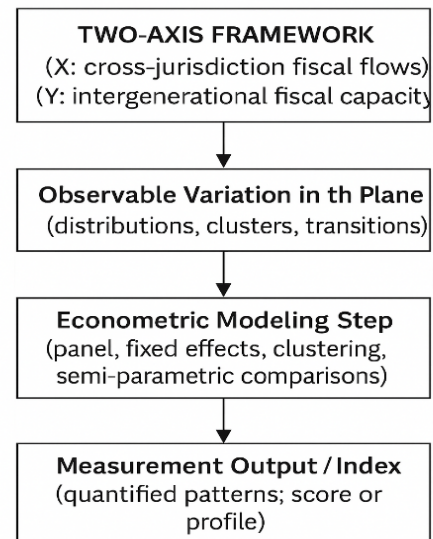 TWO-AXIS FRAMEWORK
(X: cross-jurisdiction fiscal flows)
(Y: intergenerational fiscal capacity
Observable Variation in th Plane
(distributions, clusters, transitions)
Econometric Modeling Step
(panel, fixed effects, clustering,
semi-parametric comparisons)
Measurement Output / Index
(quantified patterns; score or
profile)